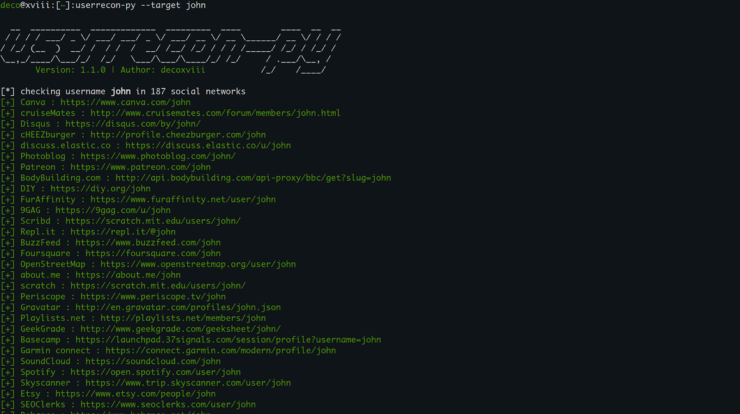 deco@xviii:[~]:userrecon-py --target john
Version: 1.1.0 | Author: decoxviii
[*] checking username john in 187 social networks
[+] Canva : https://www.canva.com/john
[+] cruiseMates : http://www.cruisemates.com/forum/members/john.html
[+] Disqus : https://disqus.com/by/john/
[+] cHEEZburger : http://profile.cheezburger.com/john
[+] discuss.elastic.co : https://discuss.elastic.co/u/john
[+] Photoblog : https://www.photoblog.com/john/
[+] Patreon : https://www.patreon.com/john
[+] BodyBuilding.com : http://api.bodybuilding.com/api-proxy/bbc/get?slug=john
[+] DIY : https://diy.org/john
[+] FurAffinity : https://www.furaffinity.net/user/john
[+] 9GAG : https://9gag.com/u/john
[+] Scribd : https://scratch.mit.edu/users/john/
[+] Repl.it : https://repl.it/@john
[+] BuzzFeed : https://www.buzzfeed.com/john
[+] Foursquare : https://foursquare.com/john
[+] OpenStreetMap : https://www.openstreetmap.org/user/john
[+] about.me : https://about.me/john
[+] scratch : https://scratch.mit.edu/users/john/
[+] Periscope : https://www.periscope.tv/john/
[+] Gravatar : http://en.gravatar.com/profiles/john.json
[+] Playlists.net : http://playlists.net/members/john
[+] GeekGrade : http://www.geekgrade.com/geeksheet/john/
[+] Basecamp : https://launchpad.37signals.com/session/profile?username=john
[+] Garmin connect : https://connect.garmin.com/modern/profile/john
[+] SoundCloud : https://soundcloud.com/john
[+] Spotify : https://open.spotify.com/user/john
[+] Skyscanner : https://www.trip.skyscanner.com/user/john
[+] Etsy : https://www.etsy.com/people/john
[+] SEOClerks : https://www.seoclerks.com/user/john